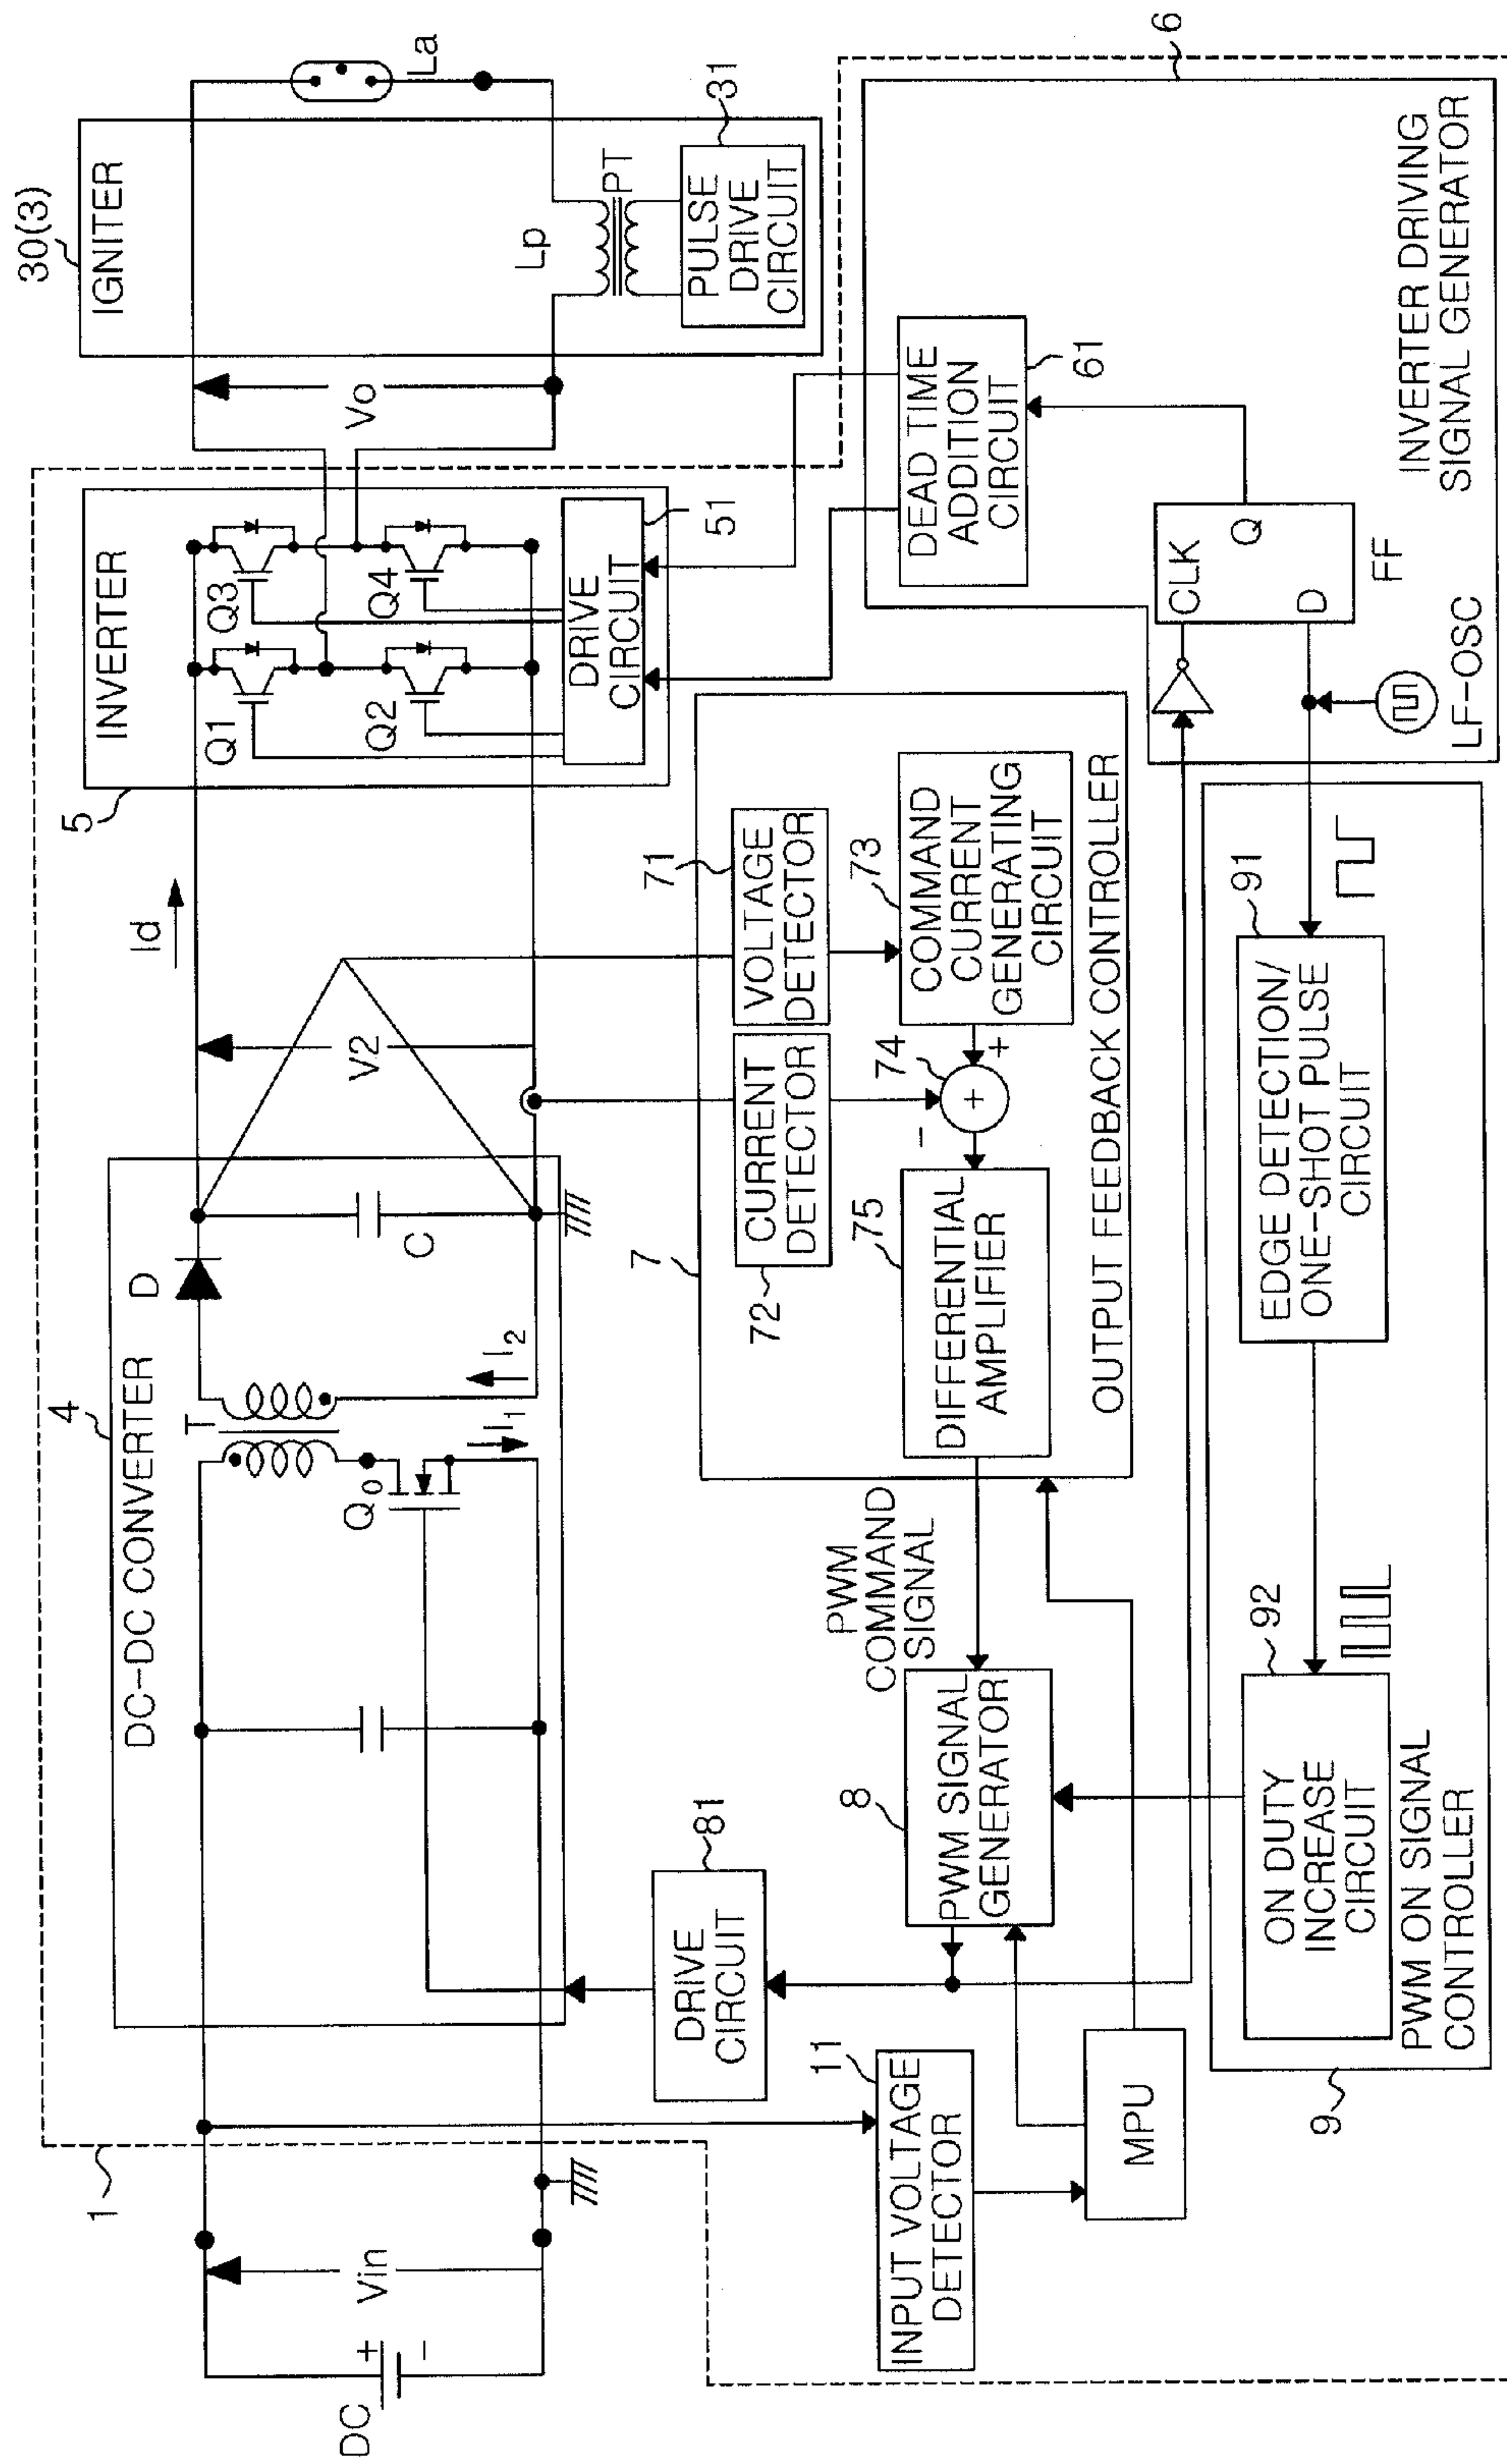 30(3)
IGNITER
La
Lp
PT
31
PULSE
DRIVE
CIRCUIT
Vo
5
INVERTER
Q1
Q3
Q2
Q4
DRIVE
CIRCUIT
51
Id
V2
4
DC-DC CONVERTER
T
D
C
Q0
I1
I2
1
DC
+
-
Vin
6
DEAD TIME
ADDITION
CIRCUIT
61
CLK
Q
D
FF
LF-OSC
INVERTER DRIVING
SIGNAL GENERATOR
7
71
VOLTAGE
DETECTOR
CURRENT
DETECTOR
72
COMMAND
CURRENT
GENERATING
CIRCUIT
73
74
+
+
-
75
DIFFERENTIAL
AMPLIFIER
OUTPUT FEEDBACK CONTROLLER
PWM
COMMAND
SIGNAL
8
PWM SIGNAL
GENERATOR
81
DRIVE
CIRCUIT
11
INPUT VOLTAGE
DETECTOR
MPU
91
EDGE DETECTION/
ONE-SHOT PULSE
CIRCUIT
92
ON DUTY
INCREASE
CIRCUIT
PWM ON SIGNAL
CONTROLLER
9